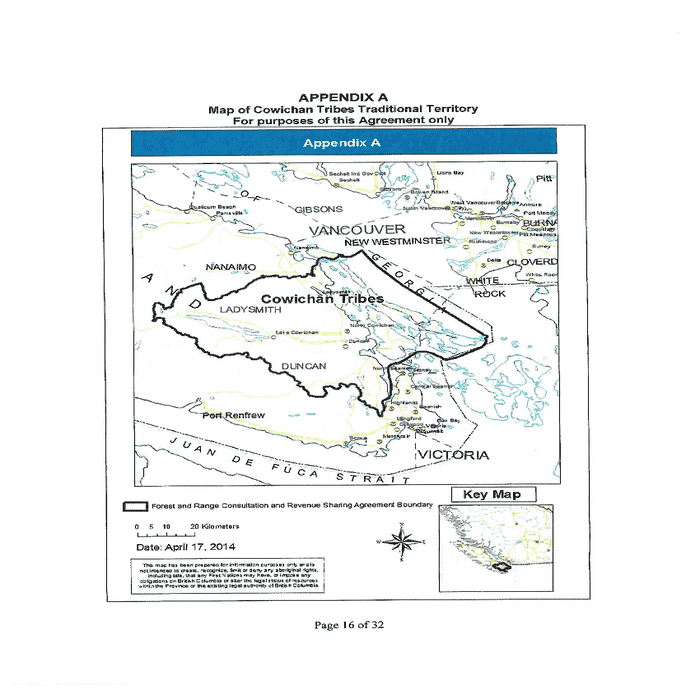 APPENDIX A
Map of Cowichan Tribes Traditional Territory
For purposes of this Agreement only
Appendix A
Sechelt Ind Gov Dist
Sechelt
Lions Bay
Gibsons
Bowen Island
Pitt
OF
GIBSONS
Qualicum Beach
Parksville
West Vancouver
Anmore
North Vancouver
Port Moody
Vancouver
Burnaby
BURNA
Coquitlam
VANCOUVER
New Westminster
Pitt Meadows
NEW WESTMINSTER
Richmond
Surrey
Nanaimo
GEORGIA
Delta
CLOVERD
NANAIMO
White Rock
WHITE
ROCK
AND
Ladysmith
Cowichan Tribes
LADYSMITH
North Cowichan
Lake Cowichan
Duncan
DUNCAN
North Saanich
Sidney
Central Saanich
Highlands
Saanich
Port Renfrew
Langford
Oak Bay
Victoria
Esquimalt
Sooke
Metchosin
VICTORIA
JUAN DE FUCA STRAIT
Key Map
Forest and Range Consultation and Revenue Sharing Agreement Boundary
0 5 10 20 Kilometers
Date: April 17, 2014
This map has been prepared for information purposes only and is
not intended to create, recognize, limit or deny any aboriginal rights,
including title, that any First Nations may have, or impose any
obligations on British Columbia or alter the legal status of resources
within the Province or the existing legal authority of British Columbia.
Page 16 of 32